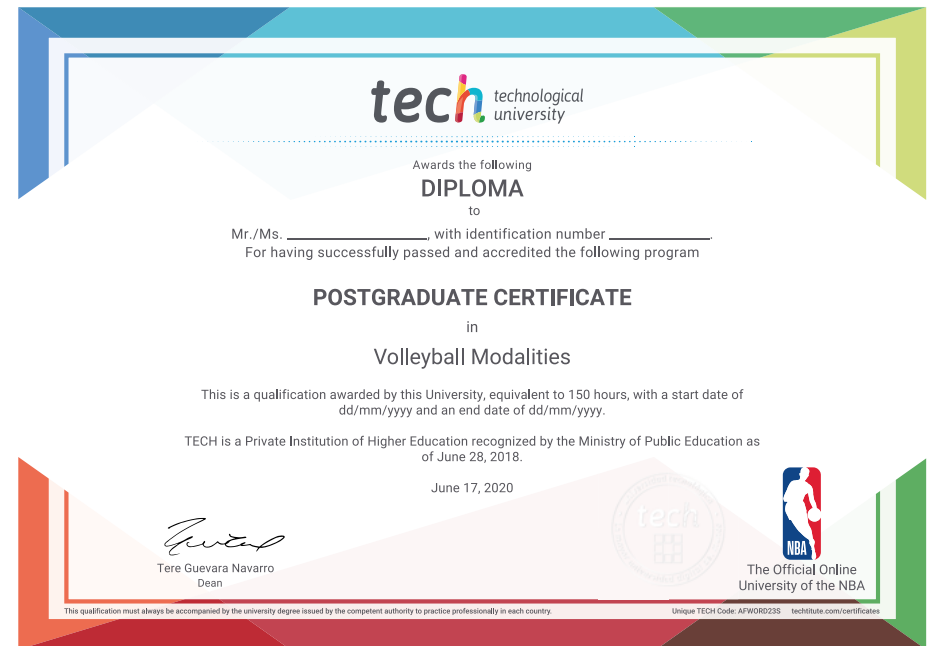 tech technological
university
Awards the following
DIPLOMA
to
Mr./Ms. ________________, with identification number ____________.
For having successfully passed and accredited the following program
POSTGRADUATE CERTIFICATE
in
Volleyball Modalities
This is a qualification awarded by this University, equivalent to 150 hours, with a start date of
dd/mm/yyyy and an end date of dd/mm/yyyy.
TECH is a Private Institution of Higher Education recognized by the Ministry of Public Education as
of June 28, 2018.
June 17, 2020
tech
NBA
Tere Guevara Navarro
Dean
The Official Online
University of the NBA
This qualification must always be accompanied by the university degree issued by the competent authority to practice professionally in each country.
Unique TECH Code: AFWORD23S techtitute.com/certificates